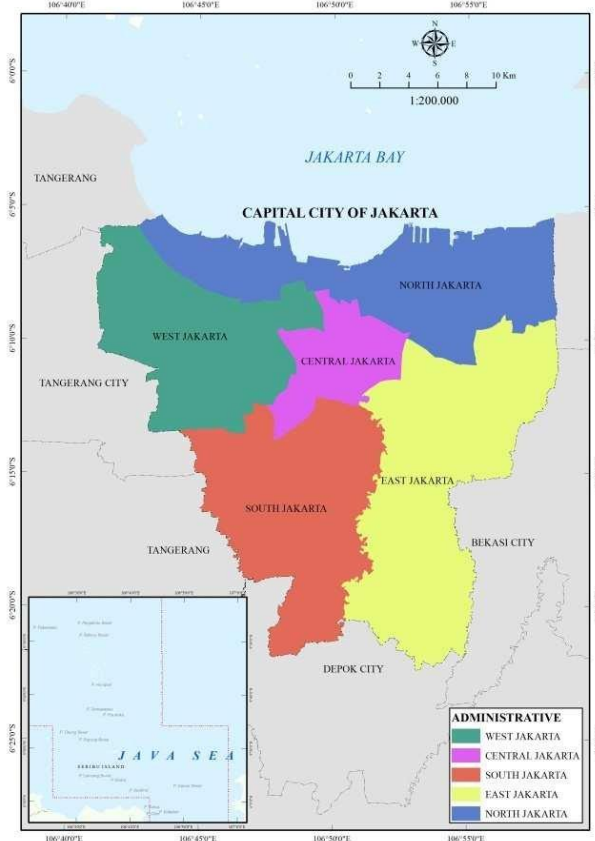 106°40'0"E 106°45'0"E 106°50'0"E 106°55'0"E
N
W E
S
0 2 4 6 8 10 Km
1:200.000
6°0'0"S
JAKARTA BAY
TANGERANG
6°5'0"S
CAPITAL CITY OF JAKARTA
NORTH JAKARTA
WEST JAKARTA
6°10'0"S
CENTRAL JAKARTA
TANGERANG CITY
6°15'0"S
EAST JAKARTA
SOUTH JAKARTA
BEKASI CITY
TANGERANG
6°20'0"S
DEPOK CITY
6°25'0"S
JAVA SEA
SERIBU ISLAND
ADMINISTRATIVE
WEST JAKARTA
CENTRAL JAKARTA
SOUTH JAKARTA
EAST JAKARTA
NORTH JAKARTA
106°40'0"E 106°45'0"E 106°50'0"E 106°55'0"E